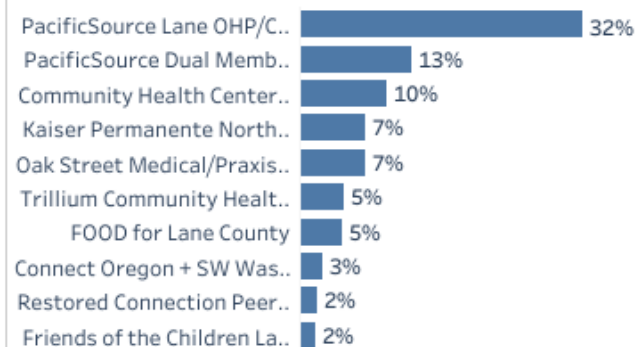 PacificSource Lane OHP/C.. 32%
PacificSource Dual Memb.. 13%
Community Health Center.. 10%
Kaiser Permanente North.. 7%
Oak Street Medical/Praxis.. 7%
Trillium Community Healt.. 5%
FOOD for Lane County 5%
Connect Oregon + SW Was.. 3%
Restored Connection Peer.. 2%
Friends of the Children La.. 2%